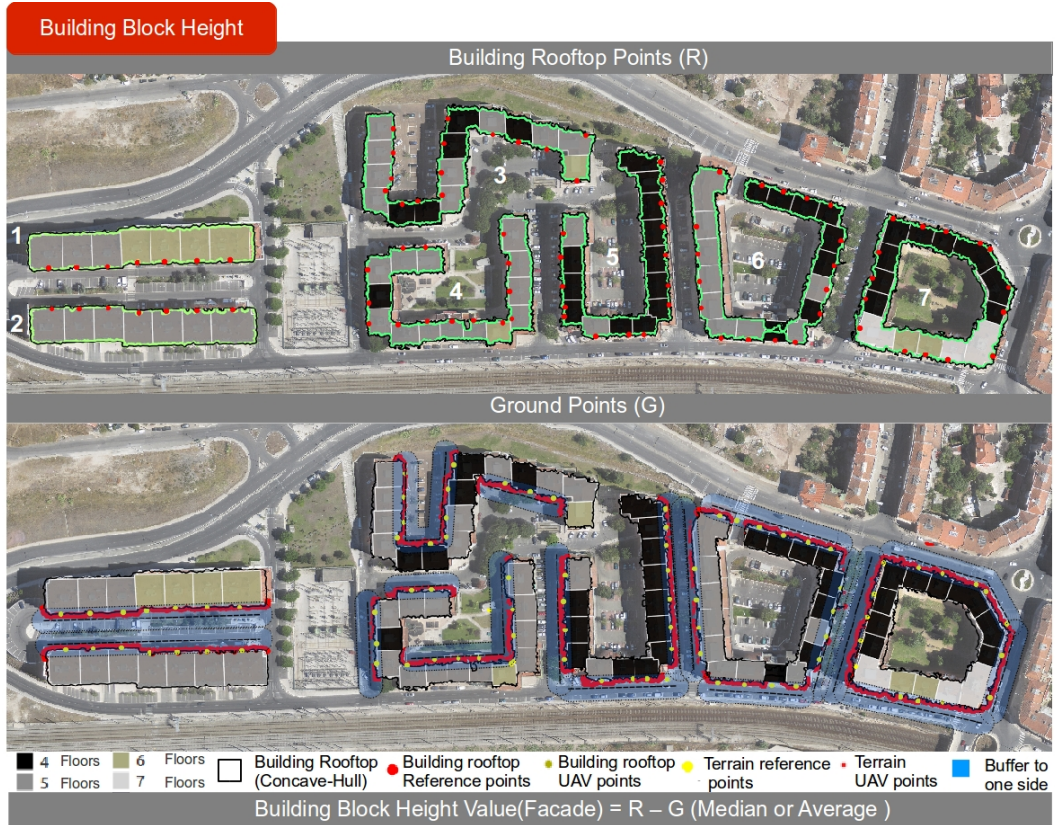 Building Block Height
Building Rooftop Points (R)
1
2
3
4
5
6
7
Ground Points (G)
4 Floors
5 Floors
6 Floors
7 Floors
Building Rooftop
(Concave-Hull)
Building rooftop
Reference points
Building rooftop
UAV points
Terrain reference
points
Terrain
UAV points
Buffer to
one side
Building Block Height Value(Facade) = R – G (Median or Average )